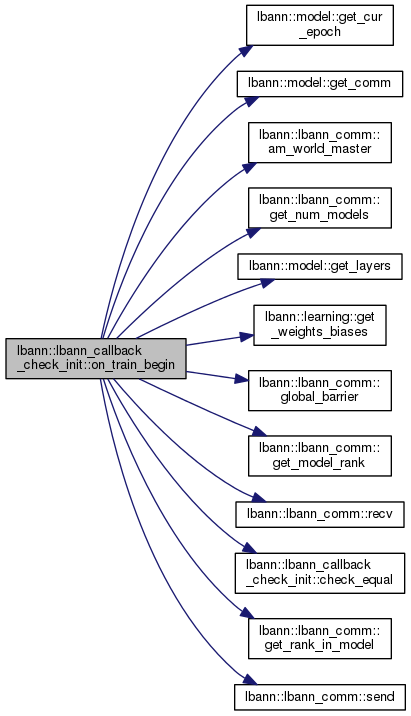 lbann::model::get_cur
_epoch
lbann::model::get_comm
lbann::lbann_comm::
am_world_master
lbann::lbann_comm::
get_num_models
lbann::model::get_layers
lbann::learning::get
_weights_biases
lbann::lbann_callback
_check_init::on_train_begin
lbann::lbann_comm::
global_barrier
lbann::lbann_comm::
get_model_rank
lbann::lbann_comm::recv
lbann::lbann_callback
_check_init::check_equal
lbann::lbann_comm::
get_rank_in_model
lbann::lbann_comm::send